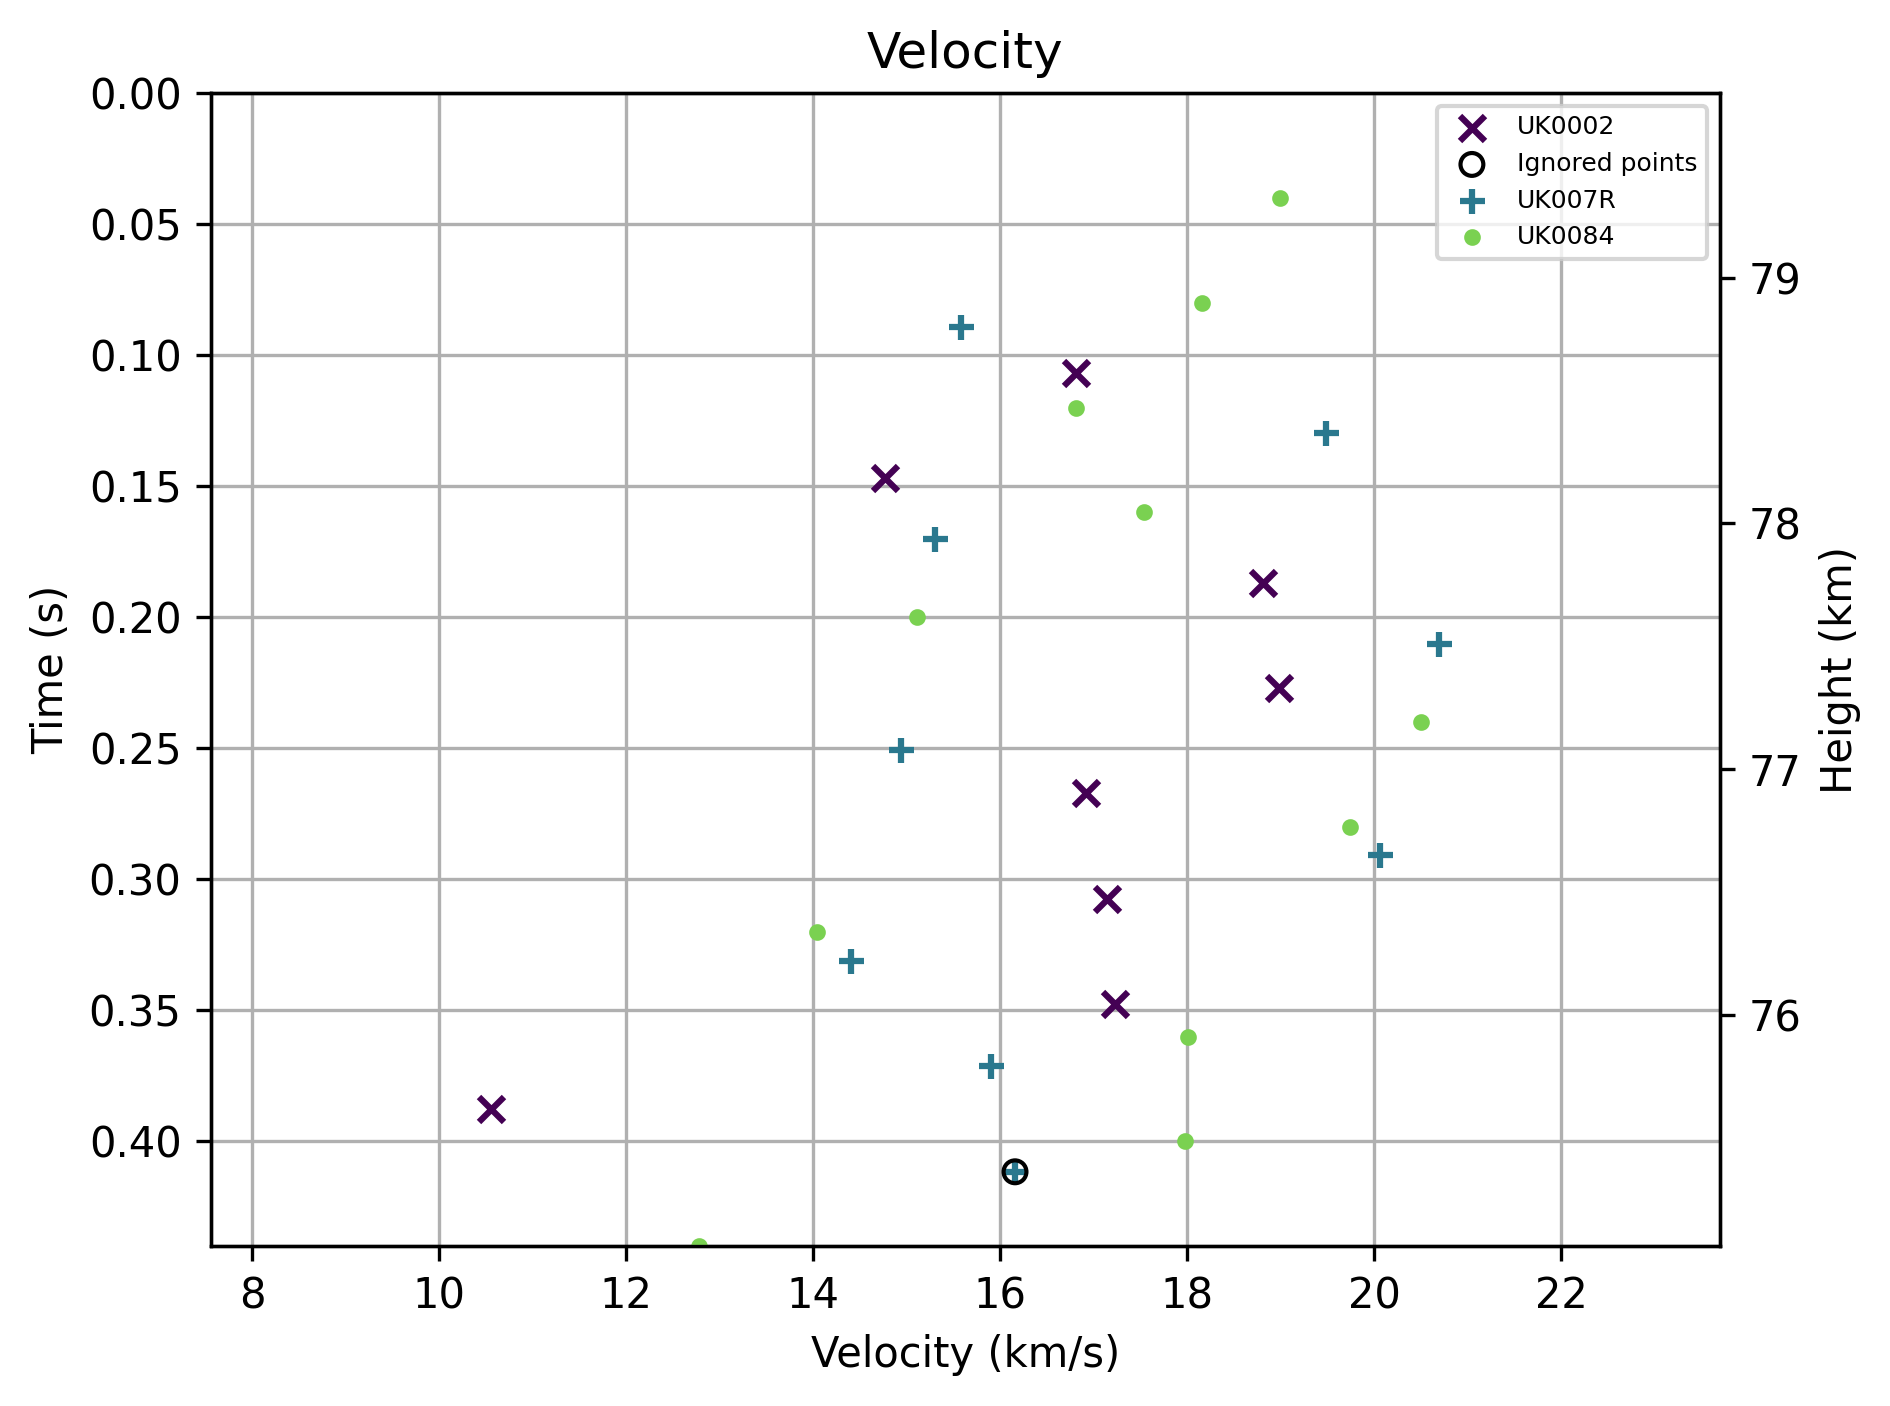 Velocity
UK0002
Ignored points
UK007R
UK0084
Time (s)
0.00
0.05
0.10
0.15
0.20
0.25
0.30
0.35
0.40
79
78
77
76
Height (km)
8 10 12 14 16 18 20 22
Velocity (km/s)